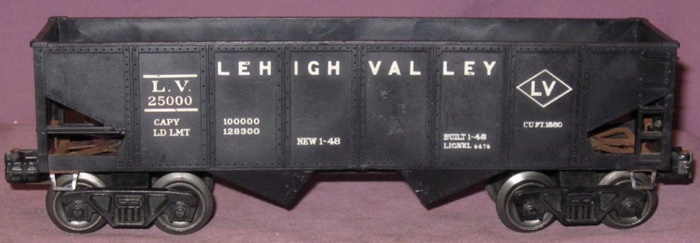 LEHIGH VALLEY
L.V.
25000
CAPY 100000
LD LMT 128300
NEW 1-48
BUILT 1-48
LIONEL 6476
LV
CU.FT.1860